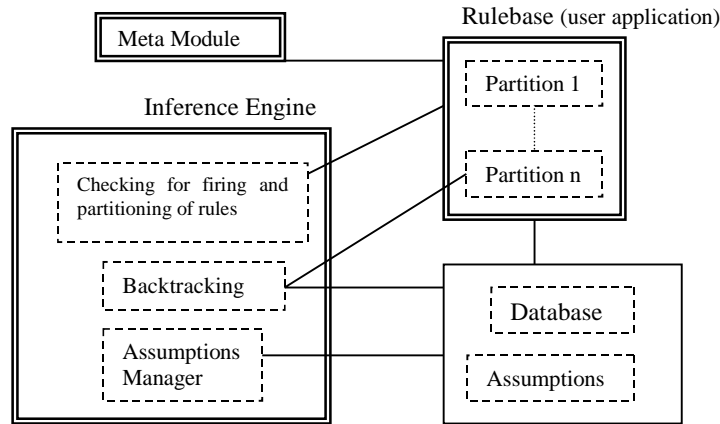 Rulebase (user application)
Meta Module
Partition 1
Inference Engine
Checking for firing and
partitioning of rules
Partition n
Backtracking
Database
Assumptions
Manager
Assumptions